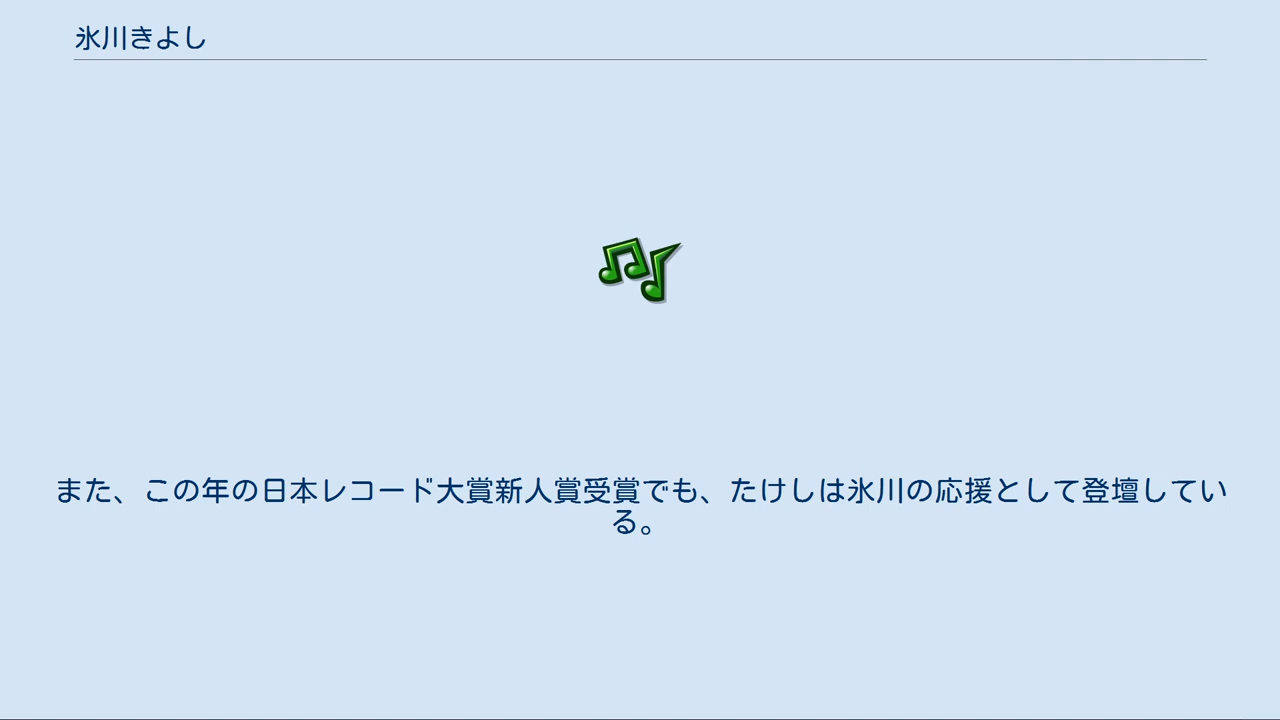 氷川きよし
また、この年の日本レコード大賞新人賞受賞でも、たけしは氷川の応援として登壇してい
る。